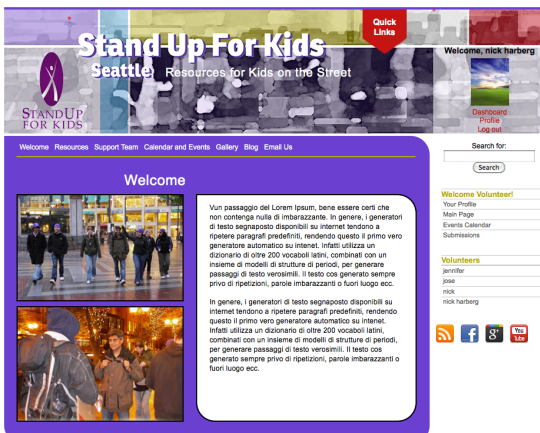 Quick
Links
Stand Up For Kids
Seattle Resources for Kids on the Street
STANDUP
FOR KIDS
Welcome, nick harberg
Dashboard
Profile
Log out
Welcome Resources Support Team Calendar and Events Gallery Blog Email Us
Search for:
Search
Welcome
Vun passaggio del Lorem Ipsum, bene essere certi che
non contenga nulla di imbarazzante. In genere, i generatori
di testo segnaposto disponibili su internet tendono a
ripetere paragrafi predefiniti, rendendo questo il primo vero
generatore automatico su intenet. Infatti utilizza un
dizionario di oltre 200 vocaboli latini, combinati con un
insieme di modelli di strutture di periodi, per generare
passaggi di testo verosimili. Il testo cos generato sempre
privo di ripetizioni, parole imbarazzanti o fuori luogo ecc.
In genere, i generatori di testo segnaposto disponibili su
internet tendono a ripetere paragrafi predefiniti, rendendo
questo il primo vero generatore automatico su intenet.
Infatti utilizza un dizionario di oltre 200 vocaboli latini,
combinati con un insieme di modelli di strutture di periodi,
per generare passaggi di testo verosimili. Il testo cos
generato sempre privo di ripetizioni, parole imbarazzanti o
fuori luogo ecc.
Welcome Volunteer!
Your Profile
Main Page
Events Calendar
Submissions
Volunteers
jennifer
jose
nick
nick harberg
f g+ You Tube